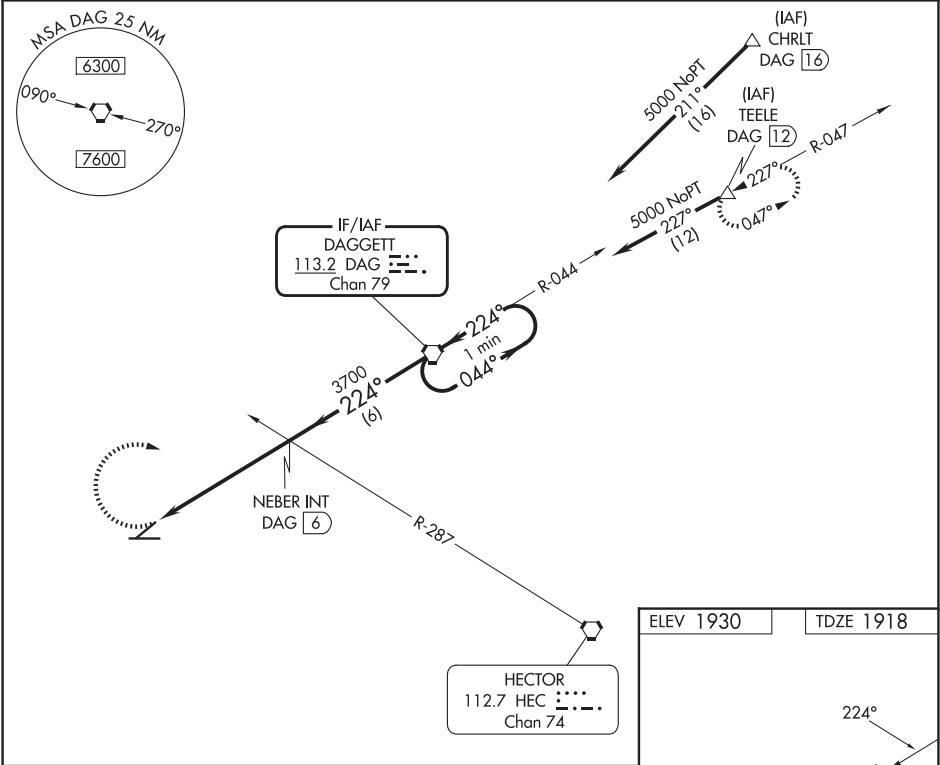 MSA DAG 25 NM
6300
090°
270°
7600
(IAF)
CHRLT
DAG 16
5000 NoPT
211°
(16)
(IAF)
TEELE
DAG 12
R-047
227°
047°
5000 NoPT
227°
(12)
IF/IAF
DAGGETT
113.2 DAG
Chan 79
R-044
224°
1 min
044°
3700
224°
(6)
NEBER INT
DAG 6
R-287
HECTOR
112.7 HEC
Chan 74
ELEV 1930
TDZE 1918
224°